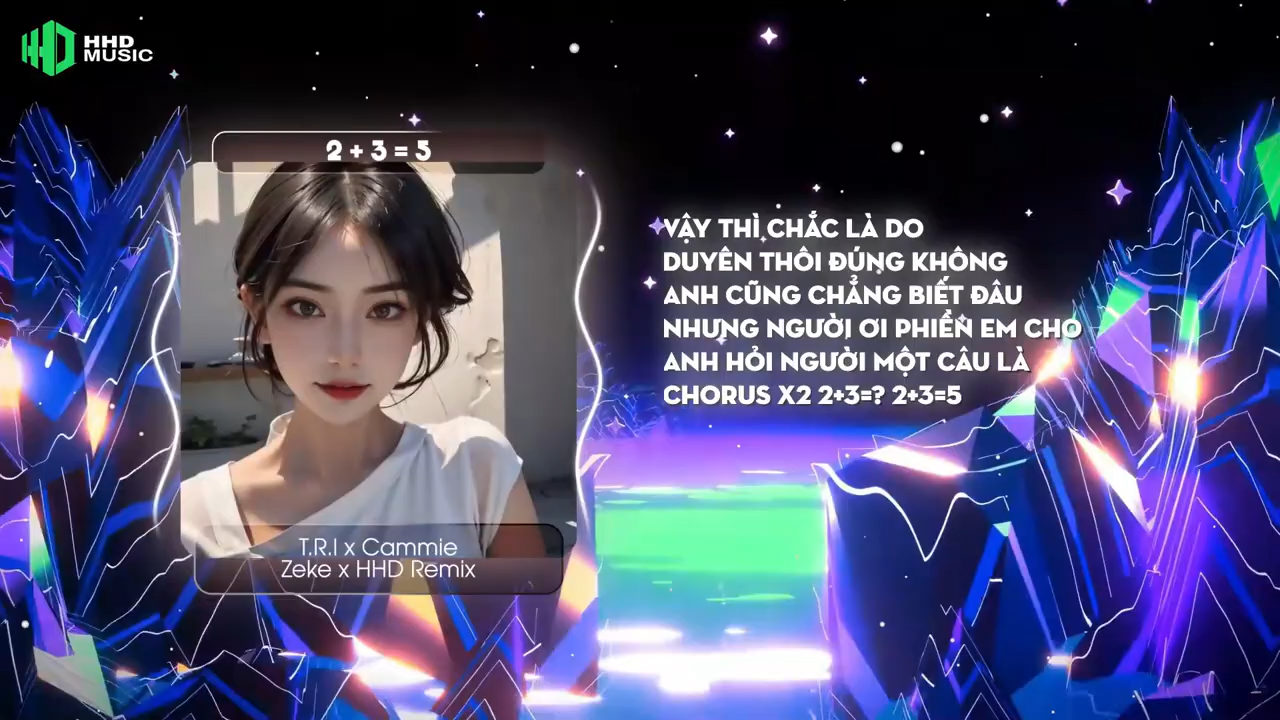 HHD
MUSIC
2 + 3 = 5
VẬY THÌ CHẮC LÀ DO
DUYÊN THÔI ĐÚNG KHÔNG
ANH CŨNG CHẲNG BIẾT ĐÂU
NHƯNG NGƯỜI ƠI PHIỀN EM CHO
ANH HỎI NGƯỜI MỘT CÂU LÀ
CHORUS X2 2+3=? 2+3=5
T.R.I x Cammie
Zeke x HHD Remix